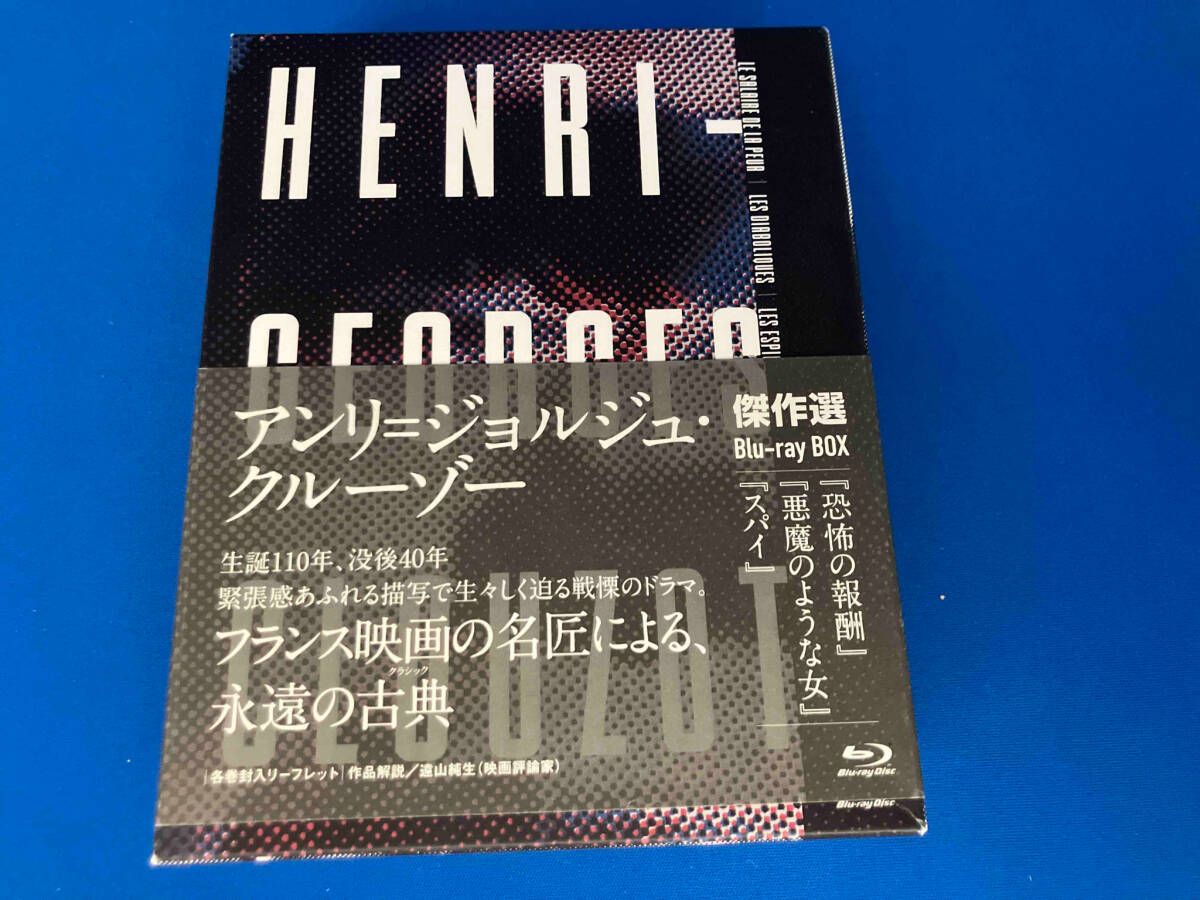 HENRI-
GEORGES
CLOUZOT
LE SALAIRE DE LA PEUR | LES DIABOLIQUES | LES ESPI
アンリ=ジョルジュ・
クルーゾー
傑作選
Blu-ray BOX
『恐怖の報酬』
『悪魔のような女』
『スパイ』
生誕110年、没後40年
緊張感あふれる描写で生々しく迫る戦慄のドラマ。
フランス映画の名匠による、
クラシック
永遠の古典
|各巻封入リーフレット|作品解説/遠山純生(映画評論家)
Blu-ray Disc
Blu-ray Disc